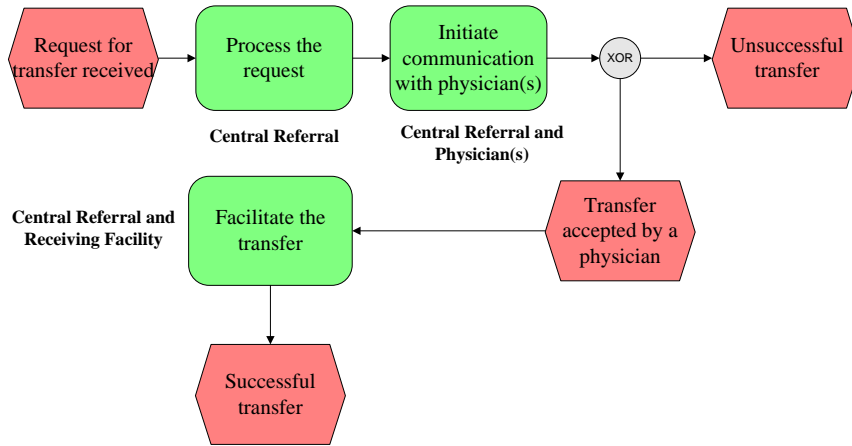 Request for
transfer received
Process the
request
Initiate
communication
with physician(s)
XOR
Unsuccessful
transfer
Central Referral
Central Referral and
Physician(s)
Central Referral and
Receiving Facility
Facilitate the
transfer
Transfer
accepted by a
physician
Successful
transfer